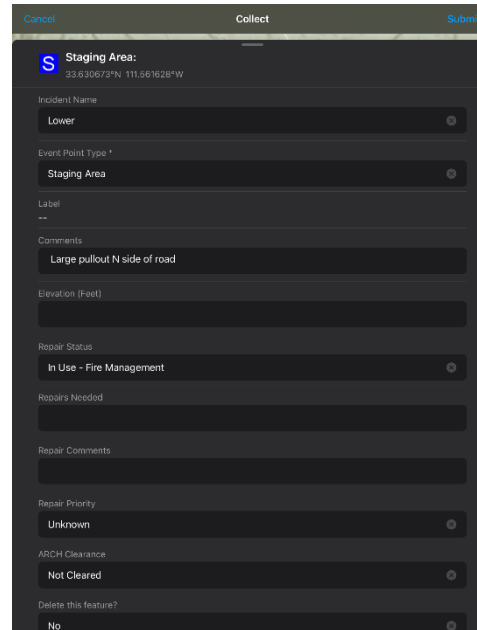 Cancel Collect Submi
S Staging Area:
33.630673°N 111.561628°W
Incident Name
Lower
Event Point Type *
Staging Area
Label
--
Comments
Large pullout N side of road
Elevation (Feet)
Repair Status
In Use - Fire Management
Repairs Needed
Repair Comments
Repair Priority
Unknown
ARCH Clearance
Not Cleared
Delete this feature?
No